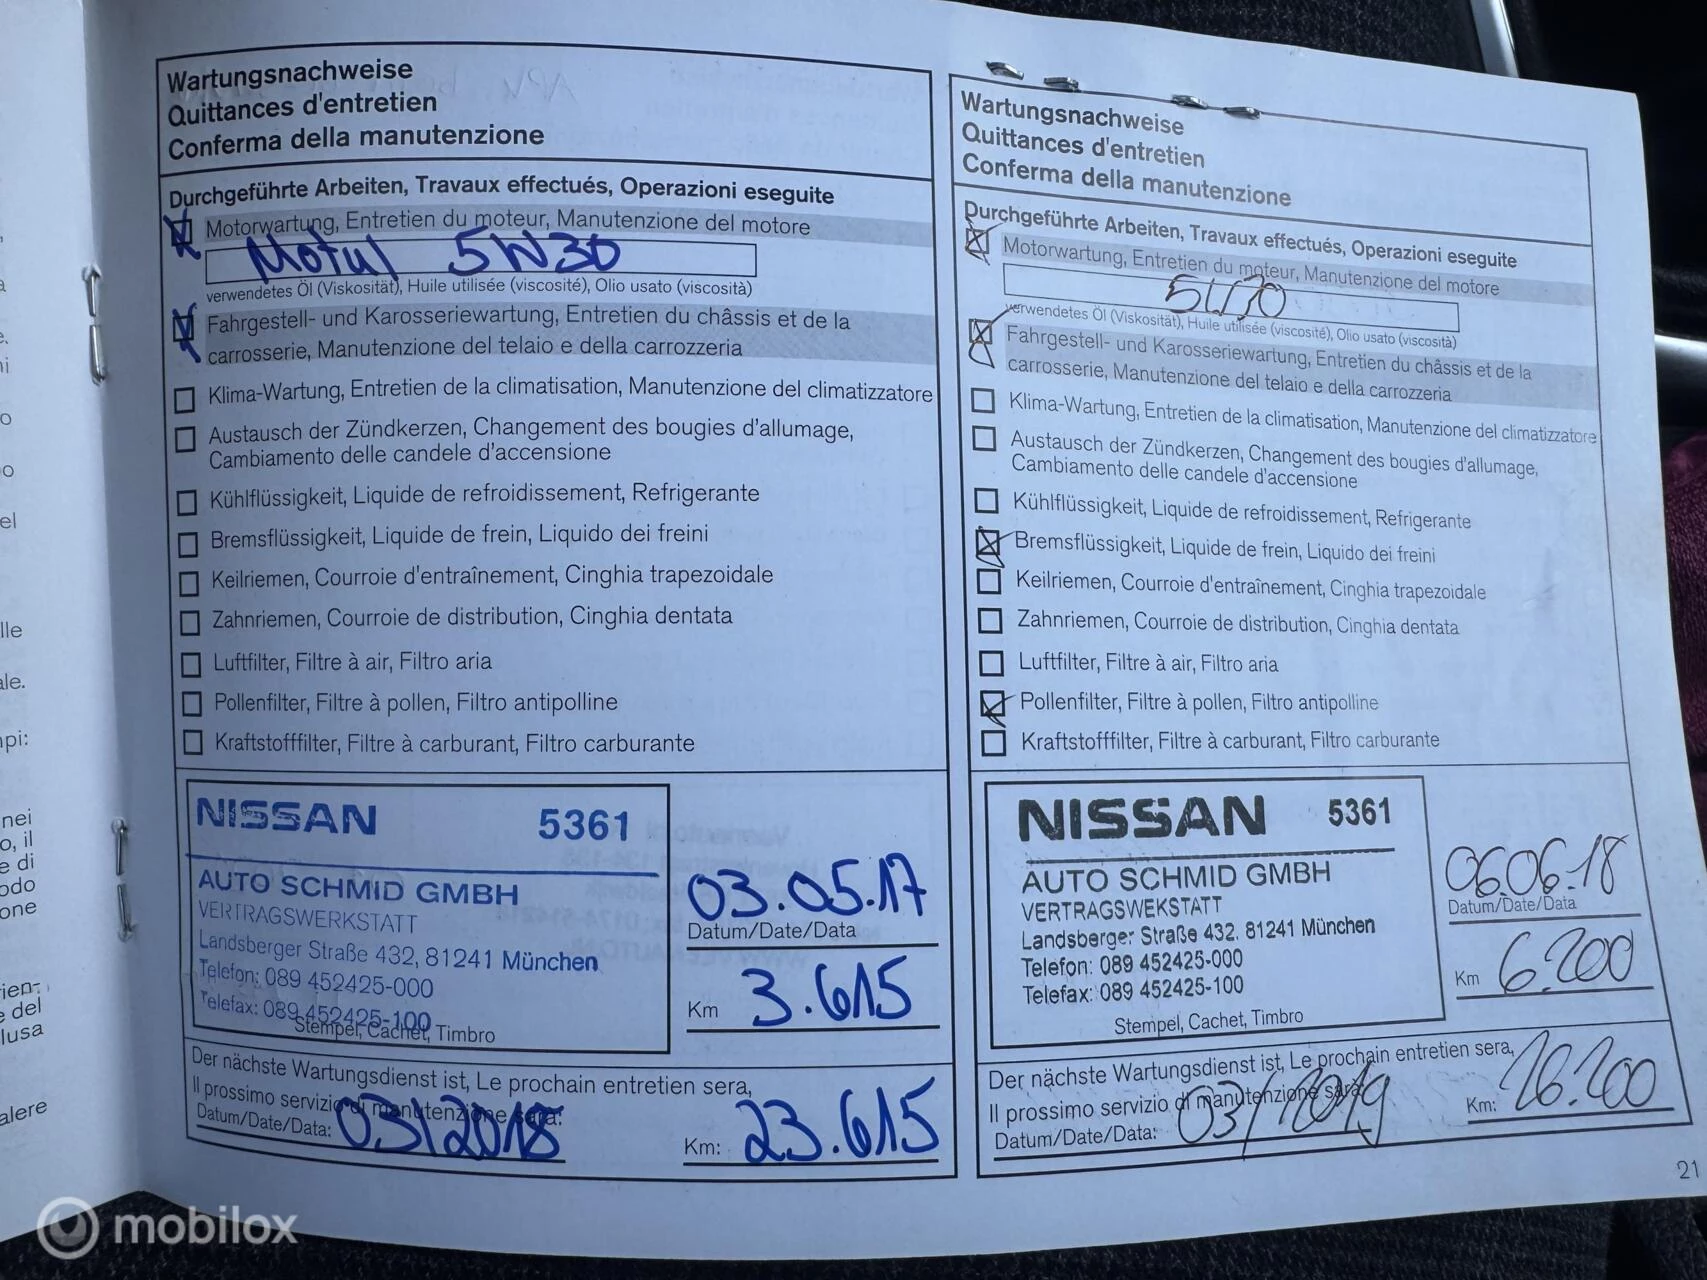 Wartungsnachweise
Quittances d'entretien
Conferma della manutenzione
Durchgeführte Arbeiten, Travaux effectués, Operazioni eseguite
Motorwartung, Entretien du moteur, Manutenzione del motore
Motul 5W30
verwendetes Öl (Viskosität), Huile utilisée (viscosité), Olio usato (viscosità)
Fahrgestell- und Karosseriewartung, Entretien du châssis et de la
carrosserie, Manutenzione del telaio e della carrozzeria
Klima-Wartung, Entretien de la climatisation, Manutenzione del climatizzatore
Austausch der Zündkerzen, Changement des bougies d'allumage,
Cambiamento delle candele d'accensione
Kühlflüssigkeit, Liquide de refroidissement, Refrigerante
Bremsflüssigkeit, Liquide de frein, Liquido dei freini
Keilriemen, Courroie d'entraînement, Cinghia trapezoidale
Zahnriemen, Courroie de distribution, Cinghia dentata
Luftfilter, Filtre à air, Filtro aria
Pollenfilter, Filtre à pollen, Filtro antipolline
Kraftstofffilter, Filtre à carburant, Filtro carburante
NISSAN 5361
AUTO SCHMID GMBH
VERTRAGSWERKSTATT
Landsberger Straße 432, 81241 München
Telefon: 089 452425-000
Telefax: 089 452425-100
Stempel, Cachet, Timbro
03.05.17
Datum/Date/Data
Km 3.615
Der nächste Wartungsdienst ist, Le prochain entretien sera,
Il prossimo servizio di manutenzione sarà:
Datum/Date/Data: 03/2018 Km: 23.615
Wartungsnachweise
Quittances d'entretien
Conferma della manutenzione
Durchgeführte Arbeiten, Travaux effectués, Operazioni eseguite
Motorwartung, Entretien du moteur, Manutenzione del motore
5W30
verwendetes Öl (Viskosität), Huile utilisée (viscosité), Olio usato (viscosità)
Fahrgestell- und Karosseriewartung, Entretien du châssis et de la
carrosserie, Manutenzione del telaio e della carrozzeria
Klima-Wartung, Entretien de la climatisation, Manutenzione del climatizzatore
Austausch der Zündkerzen, Changement des bougies d'allumage,
Cambiamento delle candele d'accensione
Kühlflüssigkeit, Liquide de refroidissement, Refrigerante
Bremsflüssigkeit, Liquide de frein, Liquido dei freini
Keilriemen, Courroie d'entraînement, Cinghia trapezoidale
Zahnriemen, Courroie de distribution, Cinghia dentata
Luftfilter, Filtre à air, Filtro aria
Pollenfilter, Filtre à pollen, Filtro antipolline
Kraftstofffilter, Filtre à carburant, Filtro carburante
NISSAN 5361
AUTO SCHMID GMBH
VERTRAGSWEKSTATT
Landsberger Straße 432. 81241 München
Telefon: 089 452425-000
Telefax: 089 452425-100
Stempel, Cachet, Timbro
06.06.18
Datum/Date/Data
Km 6.200
Der nächste Wartungsdienst ist, Le prochain entretien sera,
Il prossimo servizio di manutenzione sarà:
Datum/Date/Data: 03/2019 Km: 26.200
21
mobilox